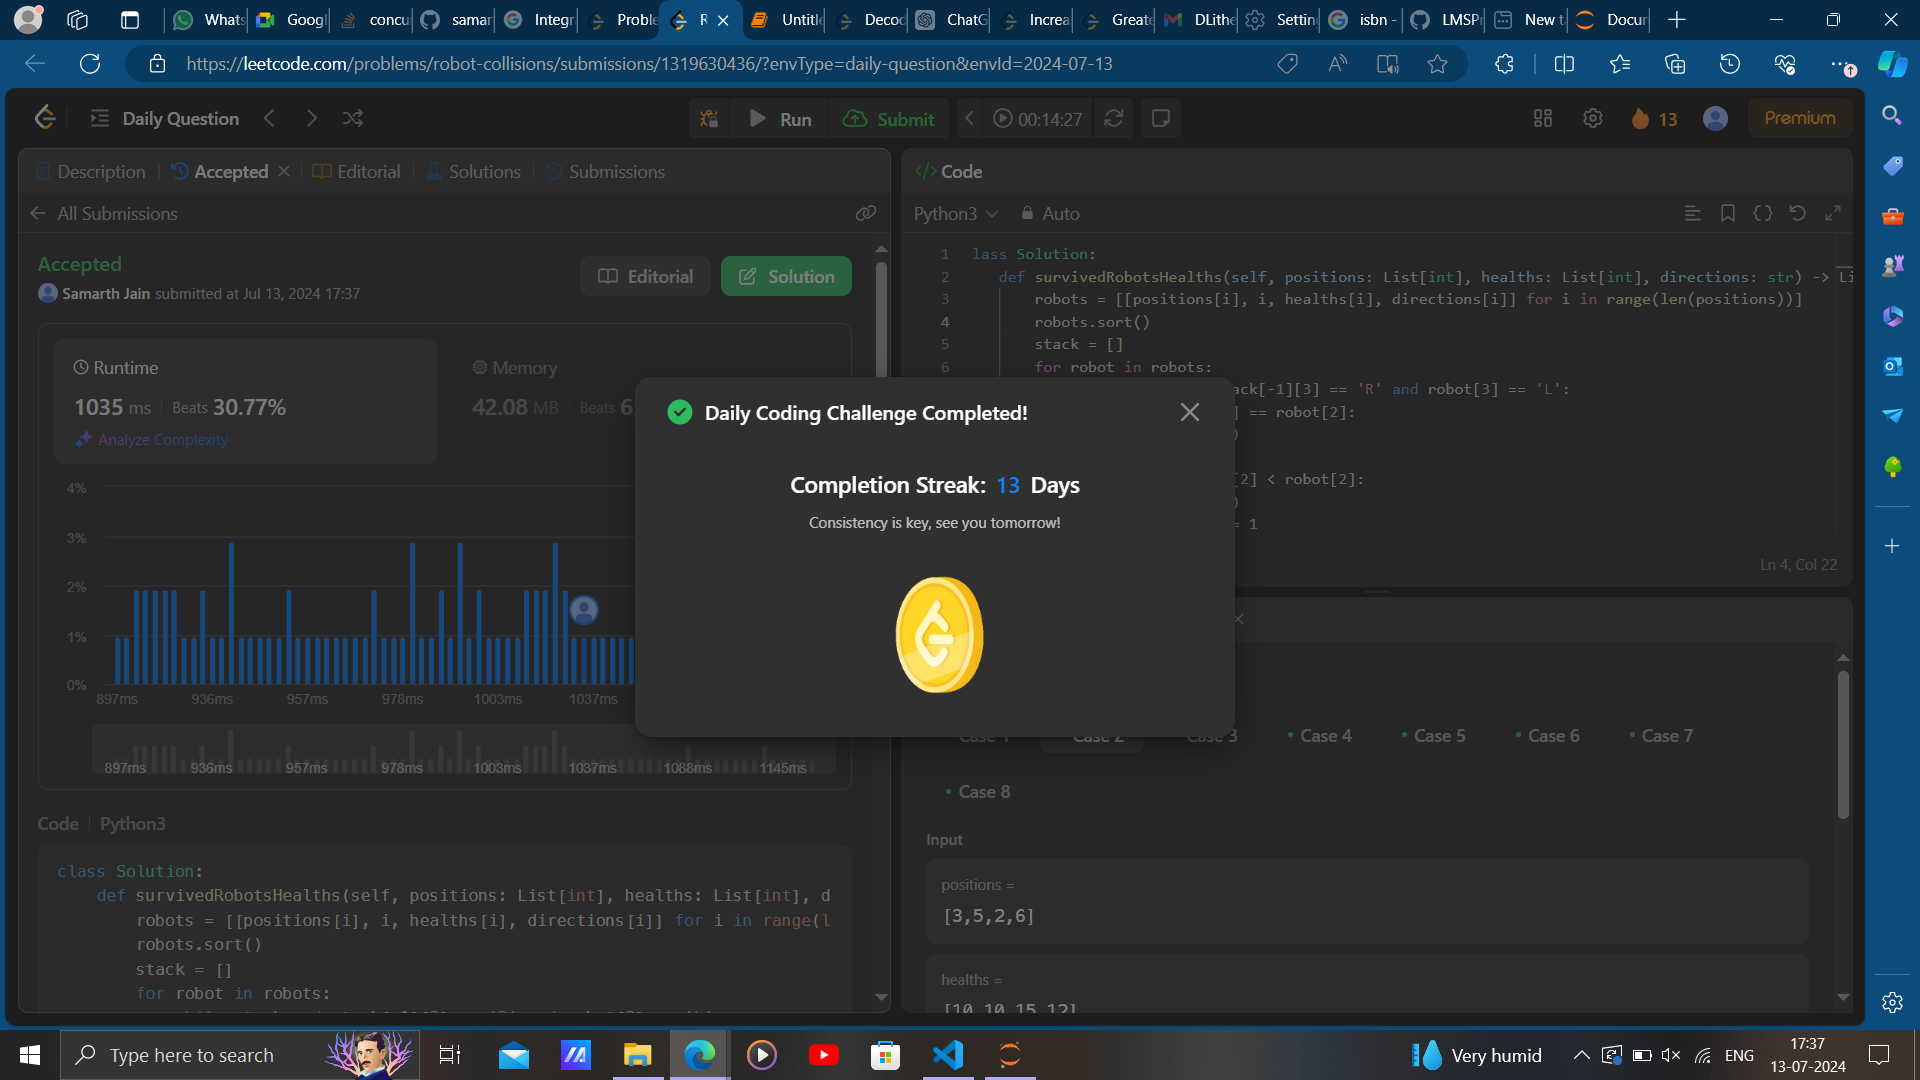 Whats
Goog
concu
samar
Integr
Proble
R
Untitle
Decod
ChatG
Increa
Greate
DLithe
Setting
isbn -
LMSPr
New t
Docum
https://leetcode.com/problems/robot-collisions/submissions/1319630436/?envType=daily-question&envId=2024-07-13
Daily Question
Run
Submit
00:14:27
13
Premium
Description
Accepted
Editorial
Solutions
Submissions
All Submissions
Accepted
Samarth Jain submitted at Jul 13, 2024 17:37
Editorial
Solution
Runtime
1035 ms
Beats 30.77%
Analyze Complexity
Memory
42.08 MB
Beats 6
4%
3%
2%
1%
0%
897ms 936ms 957ms 978ms 1003ms 1037ms
897ms 936ms 957ms 978ms 1003ms 1037ms 1088ms 1145ms
Code
Python3
class Solution:
def survivedRobotsHealths(self, positions: List[int], healths: List[int], d
robots = [[positions[i], i, healths[i], directions[i]] for i in range(l
robots.sort()
stack = []
for robot in robots:
</> Code
Python3
Auto
1 lass Solution:
2 def survivedRobotsHealths(self, positions: List[int], healths: List[int], directions: str) -> Li
3 robots = [[positions[i], i, healths[i], directions[i]] for i in range(len(positions))]
4 robots.sort()
5 stack = []
6 for robot in robots:
ack[-1][3] == 'R' and robot[3] == 'L':
] == robot[2]:
)
[2] < robot[2]:
)
= 1
Ln 4, Col 22
Daily Coding Challenge Completed!
Completion Streak: 13 Days
Consistency is key, see you tomorrow!
Case 1
Case 2
Case 3
Case 4
Case 5
Case 6
Case 7
Case 8
Input
positions =
[3,5,2,6]
healths =
[10,10,15,12]
Type here to search
Very humid
ENG
17:37
13-07-2024